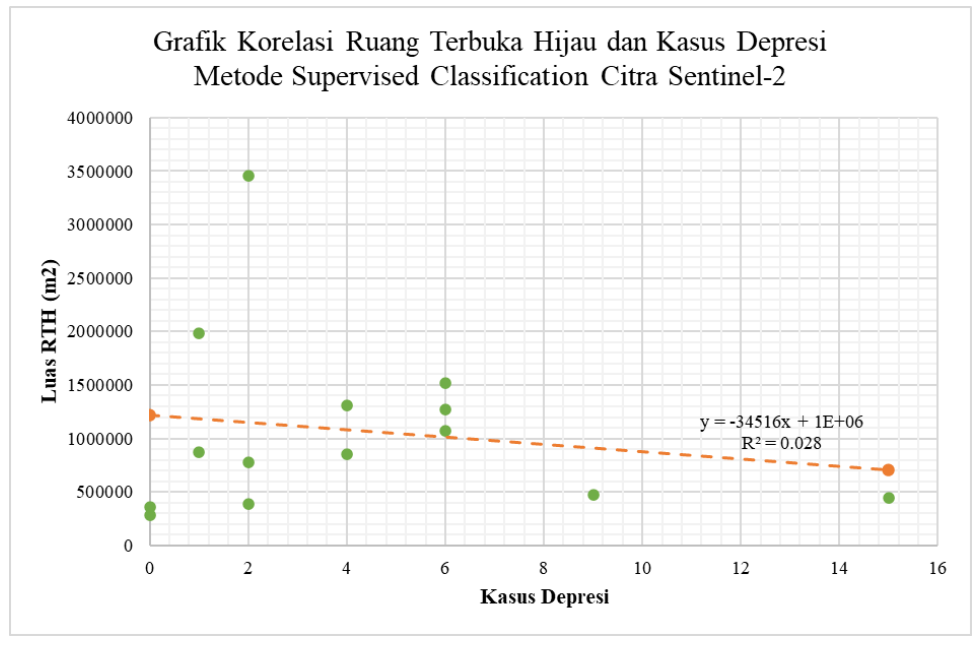 Grafik Korelasi Ruang Terbuka Hijau dan Kasus Depresi
Metode Supervised Classification Citra Sentinel-2
4000000
3500000
3000000
2500000
2000000
1500000
1000000
500000
0
Luas RTH (m2)
y = -34516x + 1E+06
R² = 0.028
0 2 4 6 8 10 12 14 16
Kasus Depresi